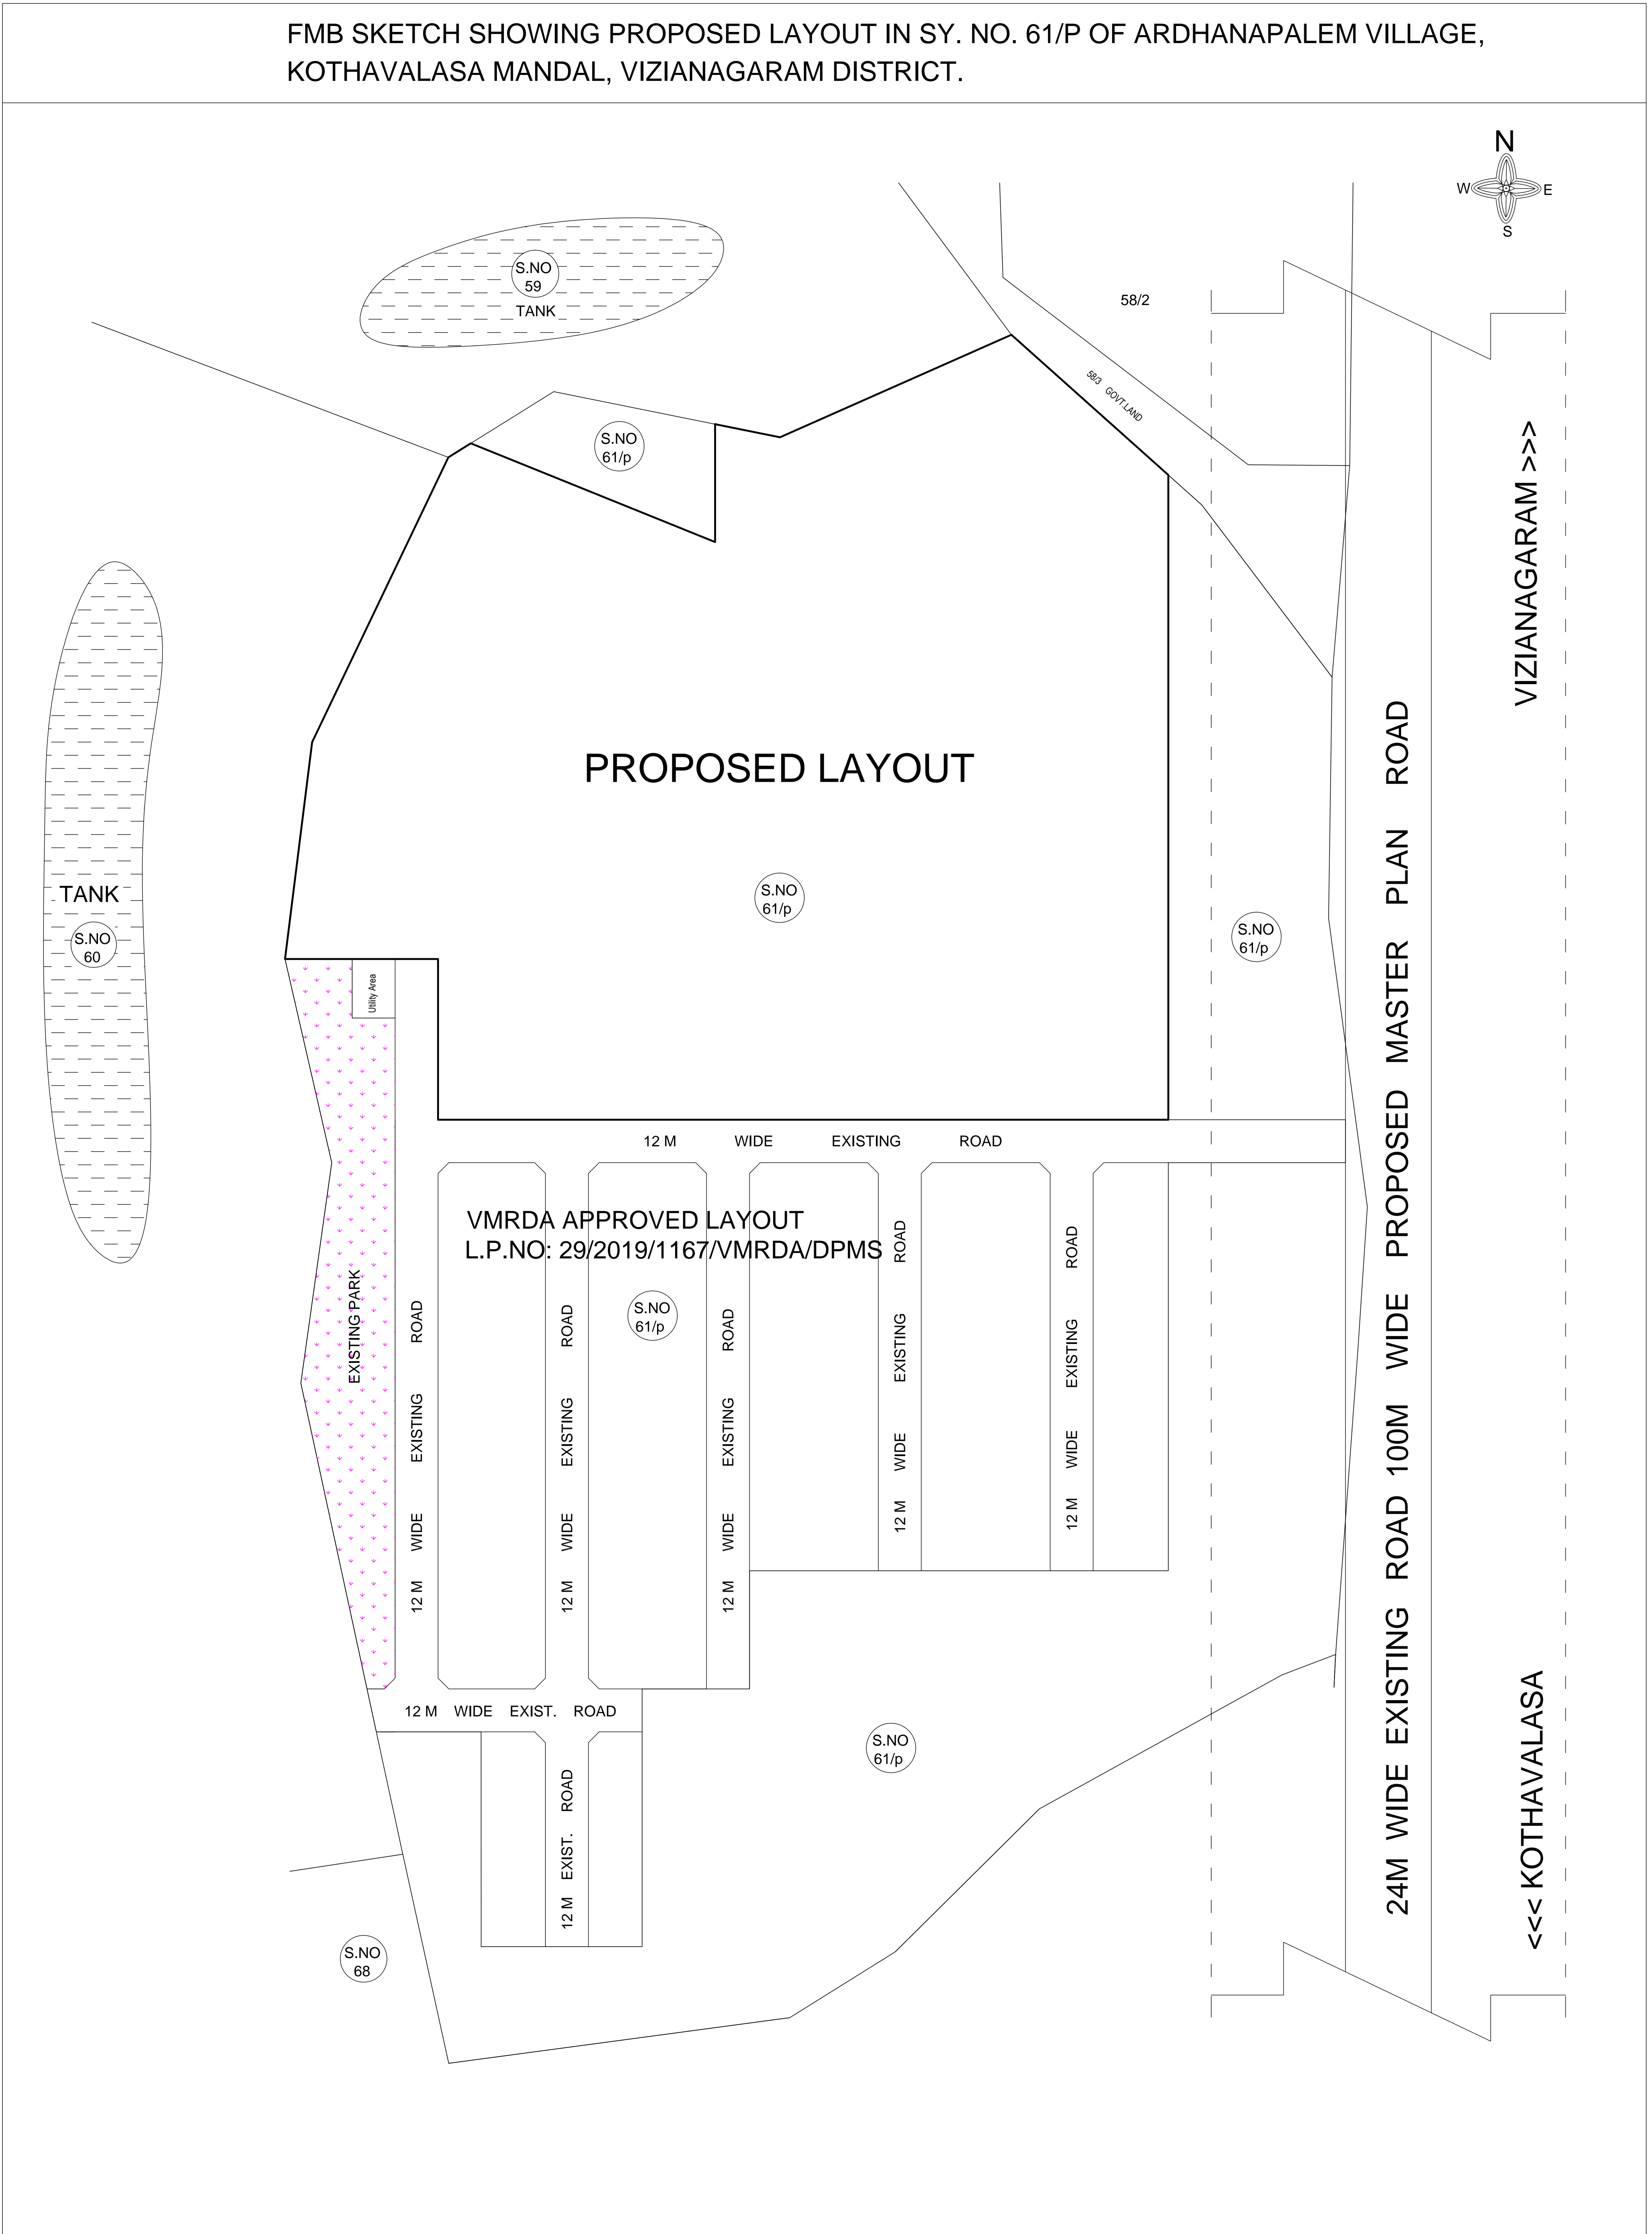 FMB SKETCH SHOWING PROPOSED LAYOUT IN SY. NO. 61/P OF ARDHANAPALEM VILLAGE,
KOTHAVALASA MANDAL, VIZIANAGARAM DISTRICT.
N
W
E
S
S.NO
59
TANK
58/2
58/3 GOVT.LAND
S.NO
61/p
VIZIANAGARAM >>>
PROPOSED LAYOUT
S.NO
61/p
TANK
S.NO
60
S.NO
61/p
Utility Area
12 M WIDE EXISTING ROAD
VMRDA APPROVED LAYOUT
L.P.NO: 29/2019/1167/VMRDA/DPMS
S.NO
61/p
EXISTING PARK
12 M WIDE EXISTING ROAD
12 M WIDE EXISTING ROAD
12 M WIDE EXISTING ROAD
12 M WIDE EXISTING ROAD
12 M WIDE EXISTING ROAD
24M WIDE EXISTING ROAD 100M WIDE PROPOSED MASTER PLAN ROAD
<<< KOTHAVALASA
12 M WIDE EXIST. ROAD
S.NO
61/p
12 M EXIST. ROAD
S.NO
68